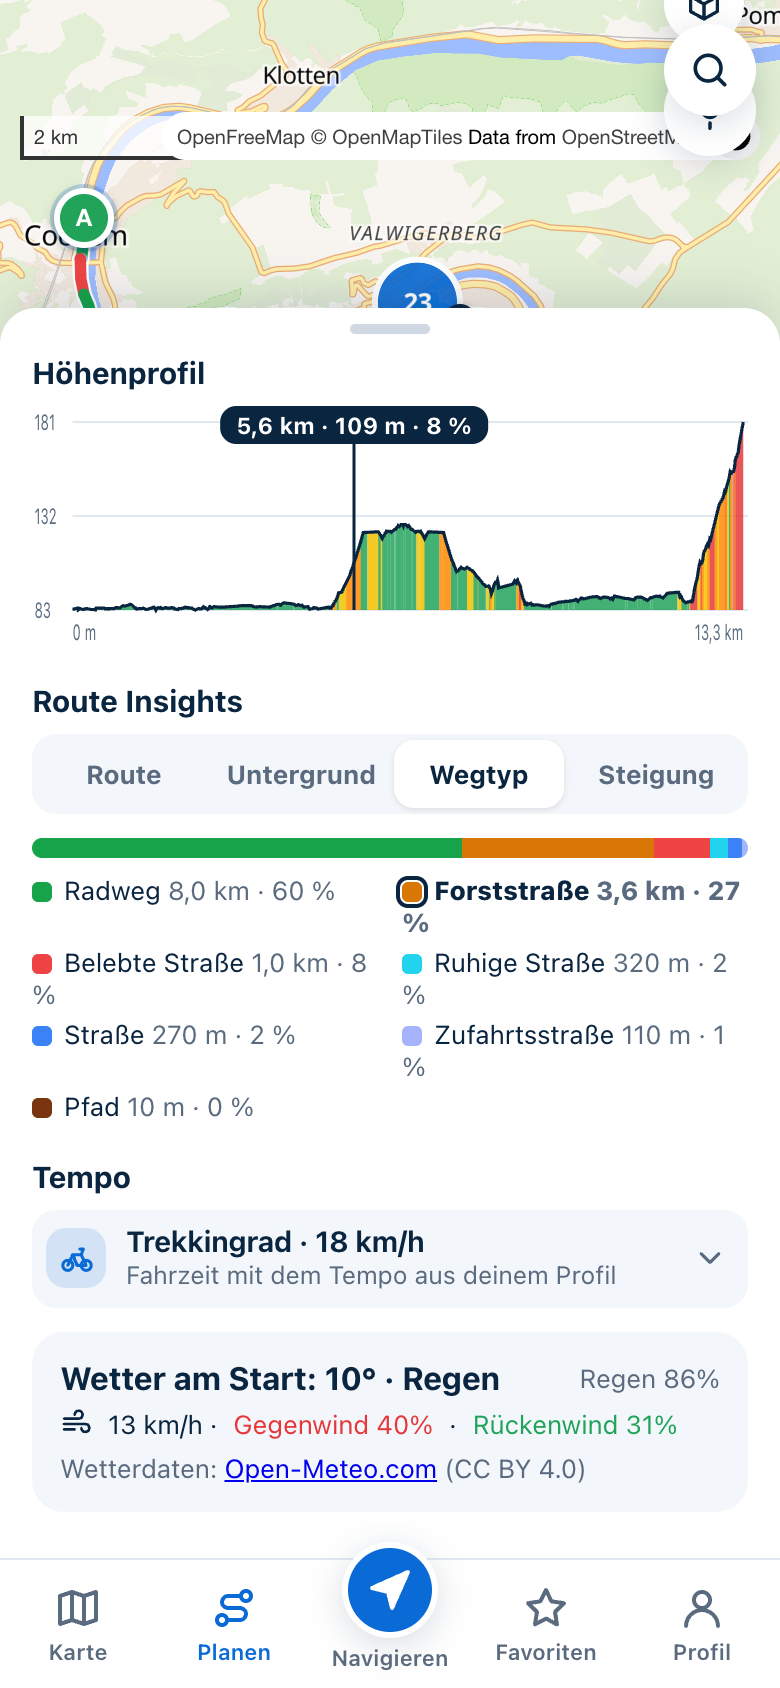 Klotten
2 km
OpenFreeMap © OpenMapTiles Data from OpenStreetM
A
VALWIGERBERG
23
Höhenprofil
181
5,6 km · 109 m · 8 %
132
83
0 m
13,3 km
Route Insights
Route
Untergrund
Wegtyp
Steigung
Radweg 8,0 km · 60 %
Forststraße 3,6 km · 27
%
Belebte Straße 1,0 km · 8
%
Ruhige Straße 320 m · 2
%
Straße 270 m · 2 %
Zufahrtsstraße 110 m · 1
%
Pfad 10 m · 0 %
Tempo
Trekkingrad · 18 km/h
Fahrzeit mit dem Tempo aus deinem Profil
Wetter am Start: 10° · Regen
Regen 86%
13 km/h · Gegenwind 40% · Rückenwind 31%
Wetterdaten: Open-Meteo.com (CC BY 4.0)
Karte
Planen
Navigieren
Favoriten
Profil